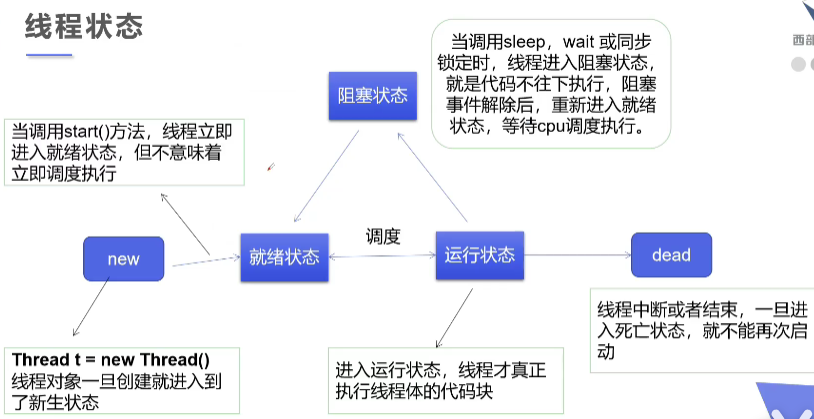 线程状态
西部
当调用sleep，wait 或同步
锁定时，线程进入阻塞状态，
就是代码不往下执行，阻塞
事件解除后，重新进入就绪
状态，等待cpu调度执行。
阻塞状态
当调用start()方法，线程立即
进入就绪状态，但不意味着
立即调度执行
new
就绪状态
调度
运行状态
dead
线程中断或者结束，一旦进
入死亡状态，就不能再次启
动
Thread t = new Thread()
线程对象一旦创建就进入到
了新生状态
进入运行状态，线程才真正
执行线程体的代码块